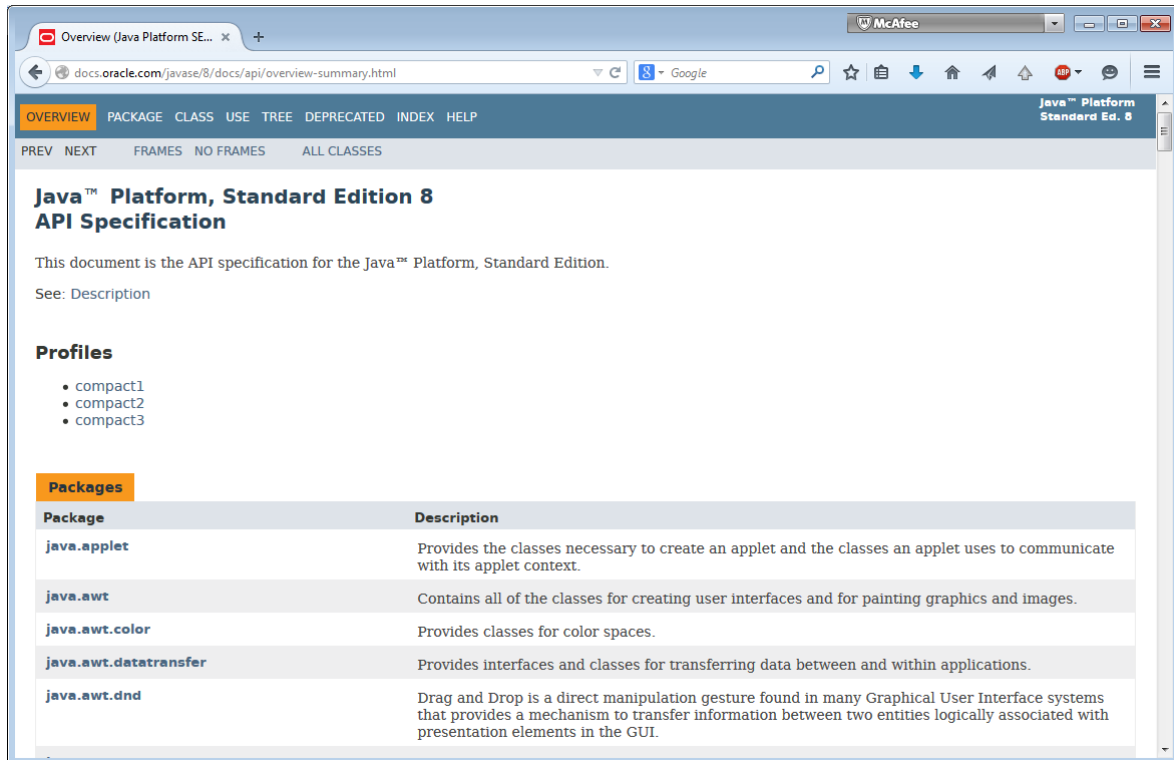 McAfee
Overview (Java Platform SE... × +
docs.oracle.com/javase/8/docs/api/overview-summary.html
8 Google
ABP
OVERVIEW PACKAGE CLASS USE TREE DEPRECATED INDEX HELP
Java™ Platform
Standard Ed. 8
PREV NEXT FRAMES NO FRAMES ALL CLASSES
Java™ Platform, Standard Edition 8
API Specification
This document is the API specification for the Java™ Platform, Standard Edition.
See: Description
Profiles
• compact1
• compact2
• compact3
Packages
Package Description
java.applet Provides the classes necessary to create an applet and the classes an applet uses to communicate
with its applet context.
java.awt Contains all of the classes for creating user interfaces and for painting graphics and images.
java.awt.color Provides classes for color spaces.
java.awt.datatransfer Provides interfaces and classes for transferring data between and within applications.
java.awt.dnd Drag and Drop is a direct manipulation gesture found in many Graphical User Interface systems
that provides a mechanism to transfer information between two entities logically associated with
presentation elements in the GUI.